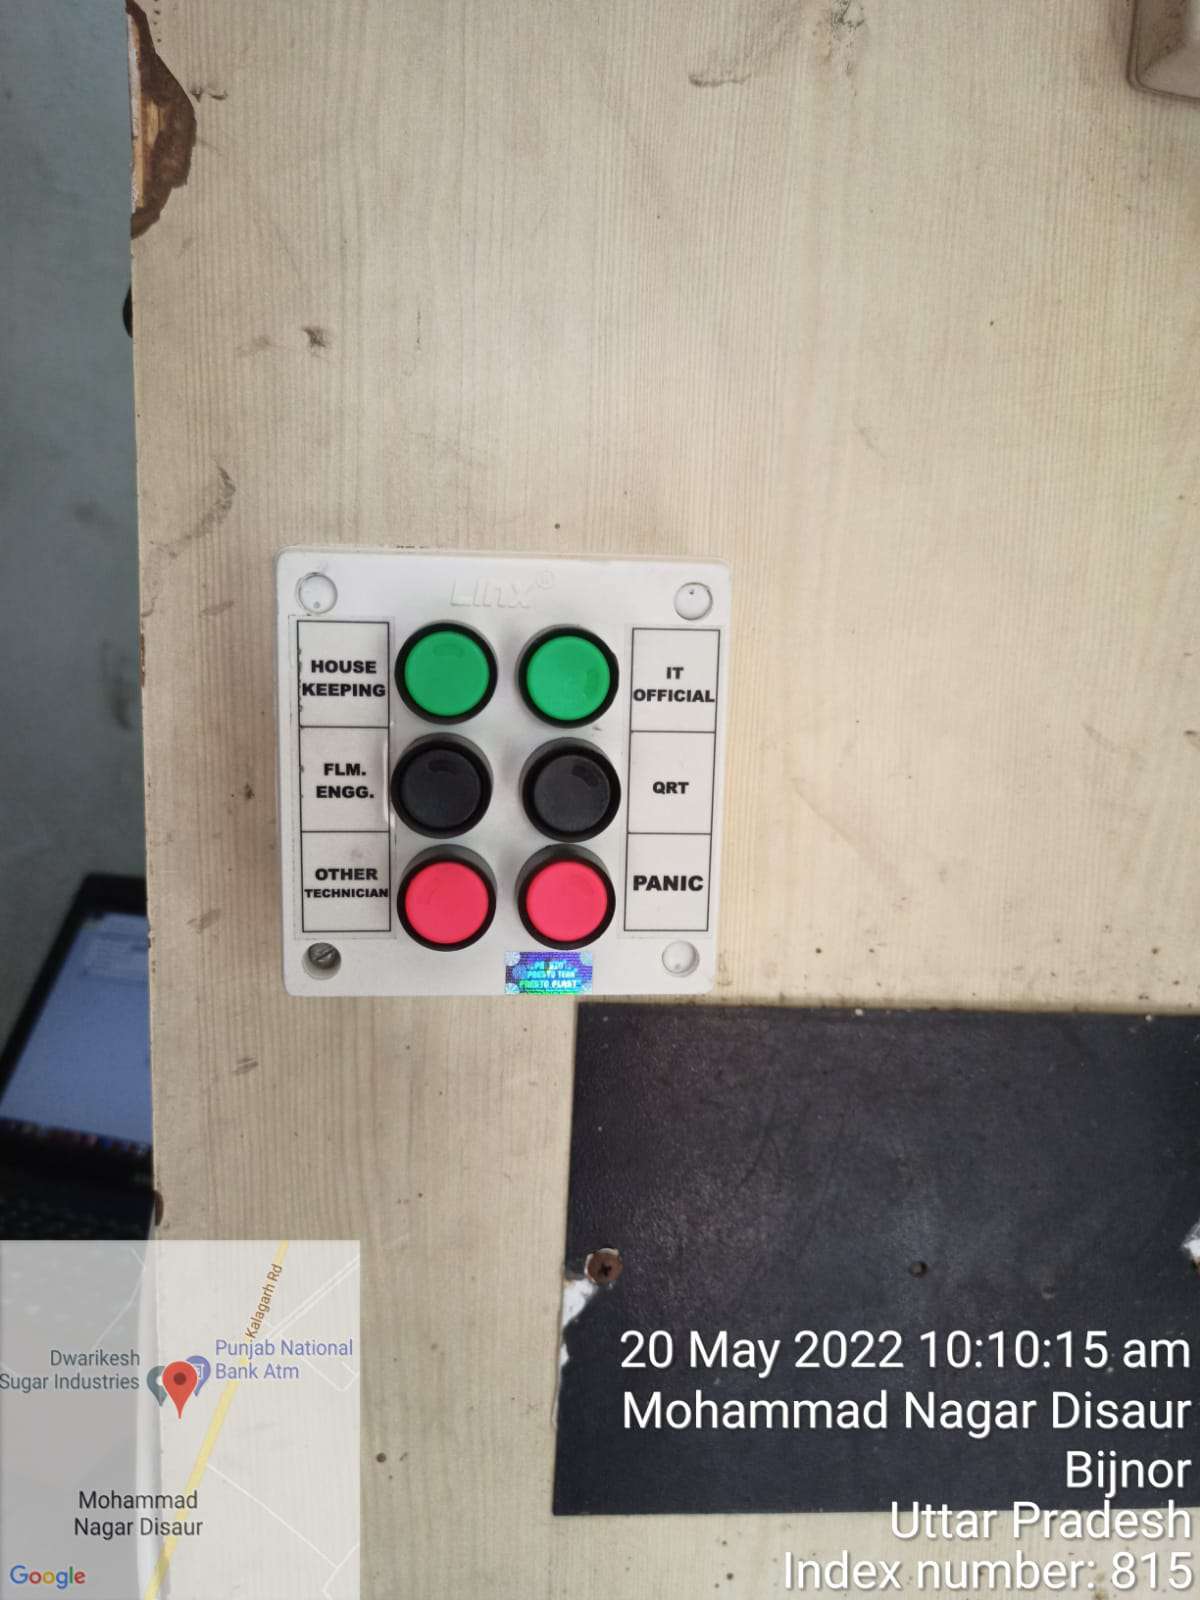 Linx®
HOUSE
KEEPING
IT
OFFICIAL
FLM.
ENGG.
QRT
OTHER
TECHNICIAN
PANIC
PRESTO PLAST
Kalagarh Rd
Punjab National
Bank Atm
Dwarikesh
Sugar Industries
Mohammad
Nagar Disaur
Google
20 May 2022 10:10:15 am
Mohammad Nagar Disaur
Bijnor
Uttar Pradesh
Index number: 815